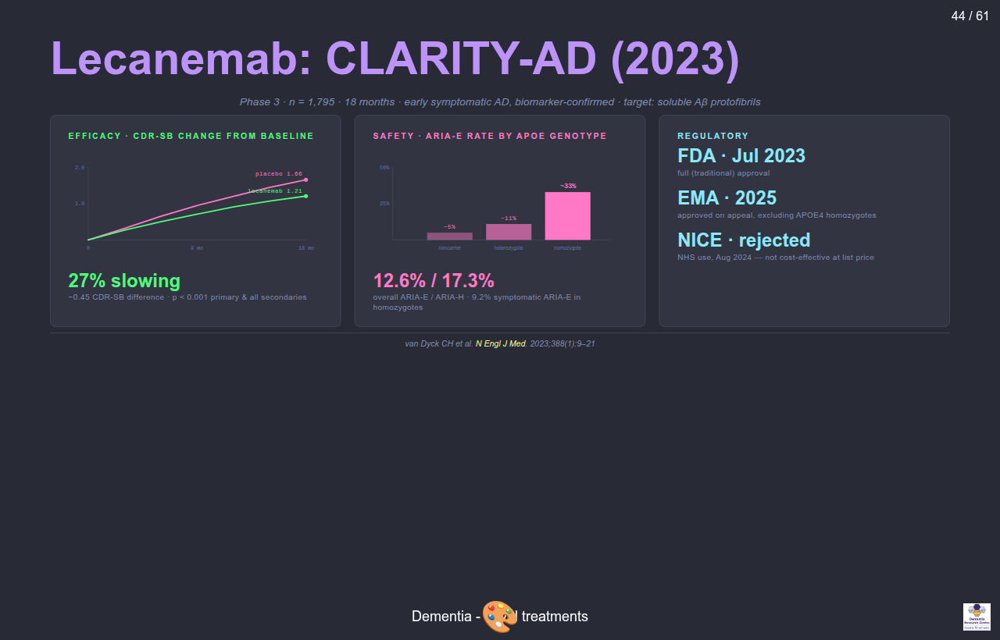 44 / 61
Lecanemab: CLARITY-AD (2023)
Phase 3 · n = 1,795 · 18 months · early symptomatic AD, biomarker-confirmed · target: soluble Aβ protofibrils
EFFICACY · CDR-SB CHANGE FROM BASELINE
2.0
1.0
placebo 1.66
lecanemab 1.21
0
9 mo
18 mo
27% slowing
−0.45 CDR-SB difference · p < 0.001 primary & all secondaries
SAFETY · ARIA-E RATE BY APOE GENOTYPE
50%
25%
~5%
~11%
~33%
noncarrier
heterozygote
homozygote
12.6% / 17.3%
overall ARIA-E / ARIA-H · 9.2% symptomatic ARIA-E in
homozygotes
REGULATORY
FDA · Jul 2023
full (traditional) approval
EMA · 2025
approved on appeal, excluding APOE4 homozygotes
NICE · rejected
NHS use, Aug 2024 — not cost-effective at list price
van Dyck CH et al. N Engl J Med. 2023;388(1):9–21
Dementia - treatments
Dementia
Research Centre